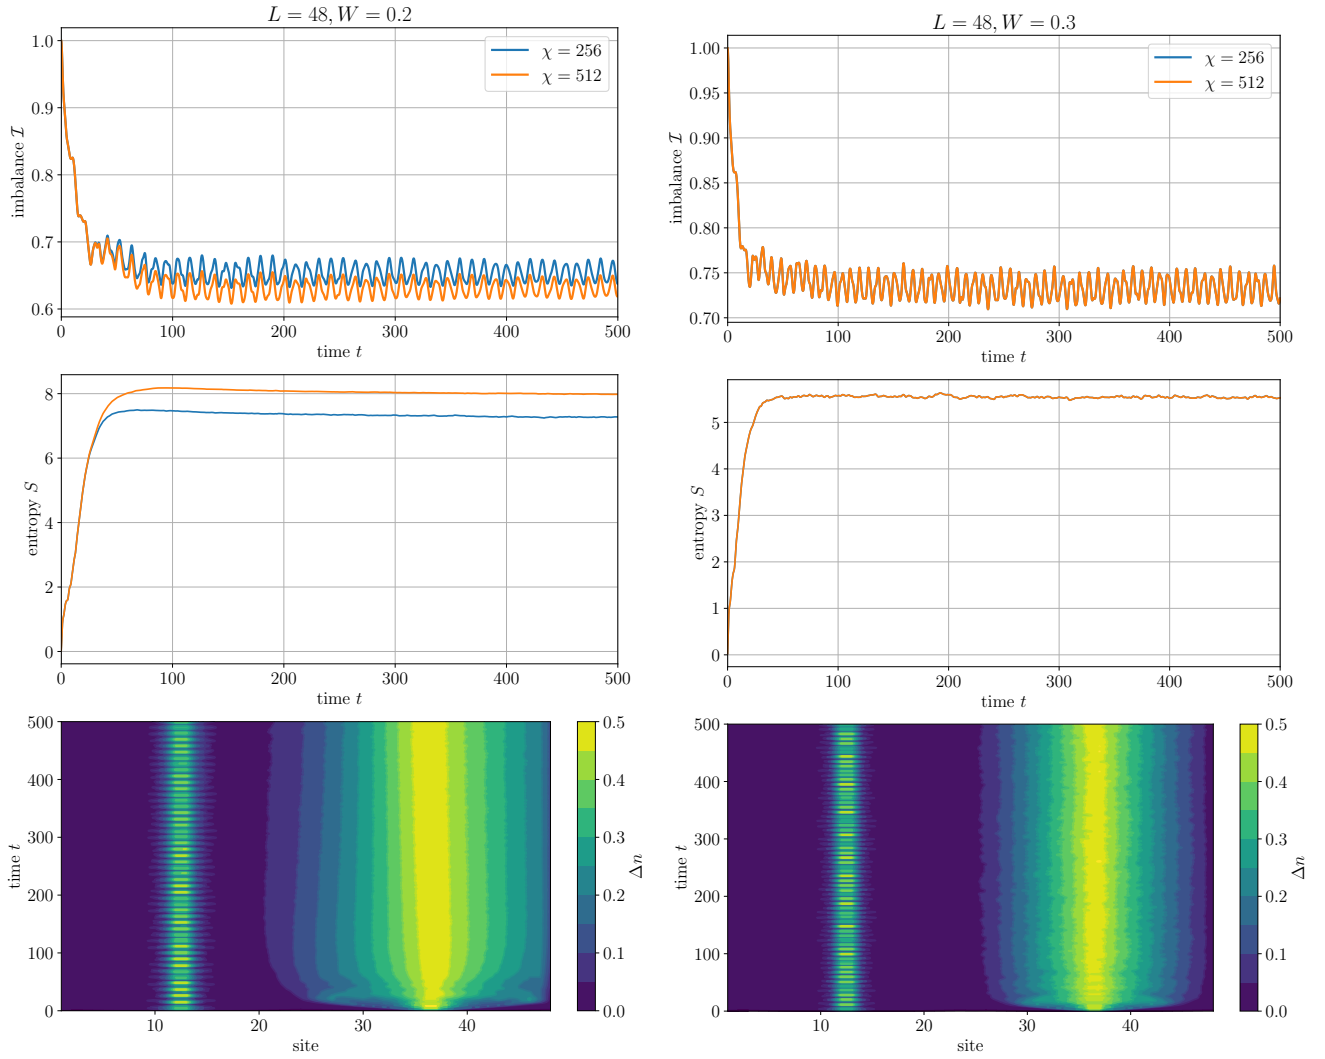 L = 48, W = 0.2
1.0
0.9
0.8
0.7
0.6
imbalance I
χ = 256
χ = 512
0 100 200 300 400 500
time t
8
6
4
2
0
entropy S
0 100 200 300 400 500
time t
500
400
300
200
100
0
time t
10 20 30 40
site
0.5
0.4
0.3
0.2
0.1
0.0
Δn
L = 48, W = 0.3
1.00
0.95
0.90
0.85
0.80
0.75
0.70
imbalance I
χ = 256
χ = 512
0 100 200 300 400 500
time t
5
4
3
2
1
0
entropy S
0 100 200 300 400 500
time t
500
400
300
200
100
0
time t
10 20 30 40
site
0.5
0.4
0.3
0.2
0.1
0.0
Δn